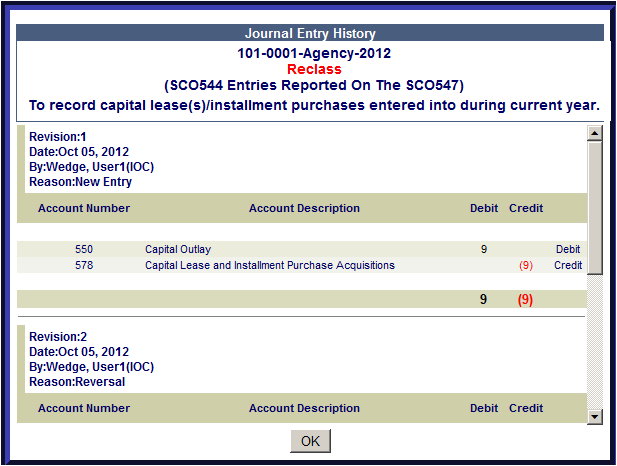 Journal Entry History
101-0001-Agency-2012
Reclass
(SCO544 Entries Reported On The SCO547)
To record capital lease(s)/installment purchases entered into during current year.
Revision:1
Date:Oct 05, 2012
By:Wedge, User1(IOC)
Reason:New Entry
Account Number Account Description Debit Credit
550 Capital Outlay 9 Debit
578 Capital Lease and Installment Purchase Acquisitions (9) Credit
9 (9)
Revision:2
Date:Oct 05, 2012
By:Wedge, User1(IOC)
Reason:Reversal
Account Number Account Description Debit Credit
OK